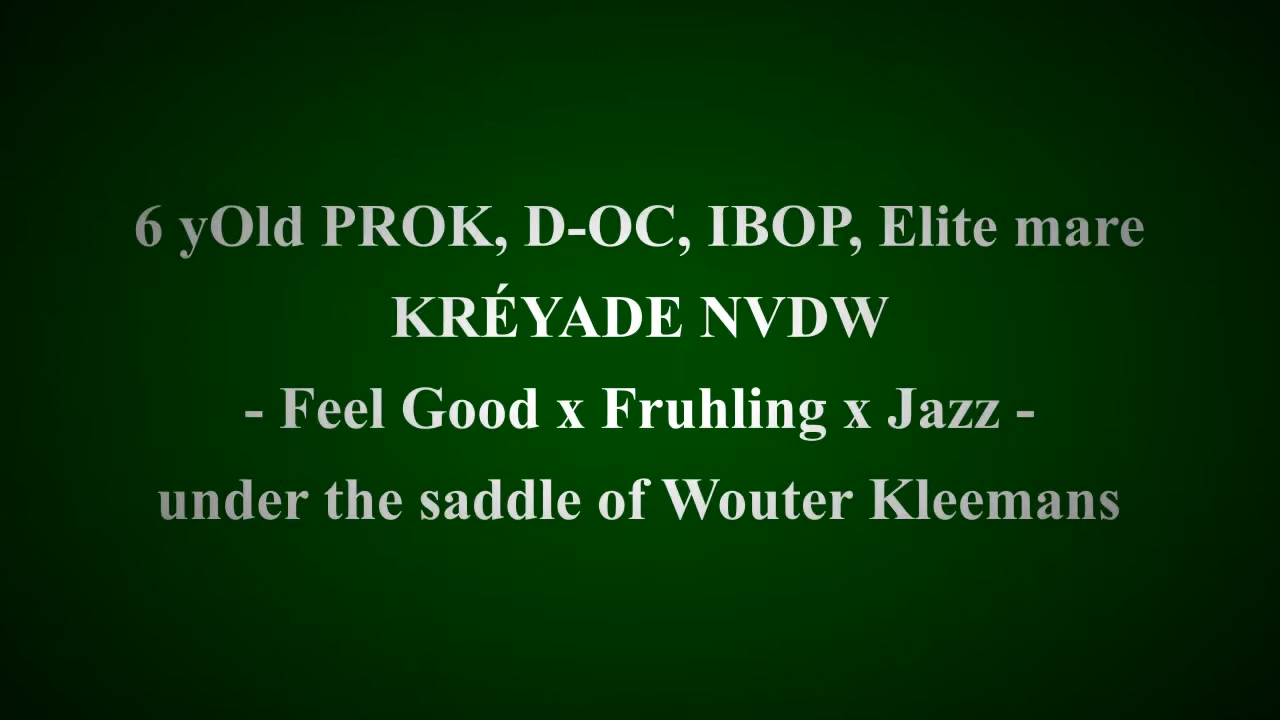 6 yOld PROK, D-OC, IBOP, Elite mare
KRÉYADE NVDW
- Feel Good x Fruhling x Jazz -
under the saddle of Wouter Kleemans